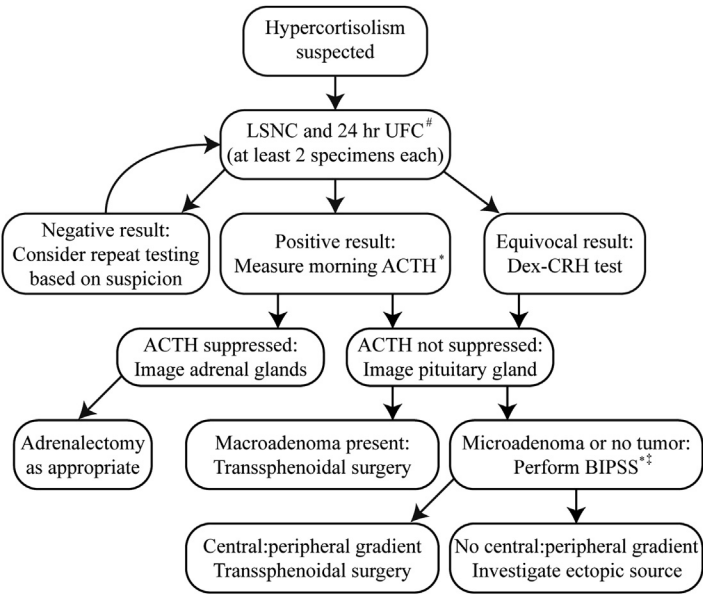 Hypercortisolism
suspected
LSNC and 24 hr UFC#
(at least 2 specimens each)
Negative result:
Consider repeat testing
based on suspicion
Positive result:
Measure morning ACTH*
Equivocal result:
Dex-CRH test
ACTH suppressed:
Image adrenal glands
ACTH not suppressed:
Image pituitary gland
Adrenalectomy
as appropriate
Macroadenoma present:
Transsphenoidal surgery
Microadenoma or no tumor:
Perform BIPSS*‡
Central:peripheral gradient
Transsphenoidal surgery
No central:peripheral gradient
Investigate ectopic source